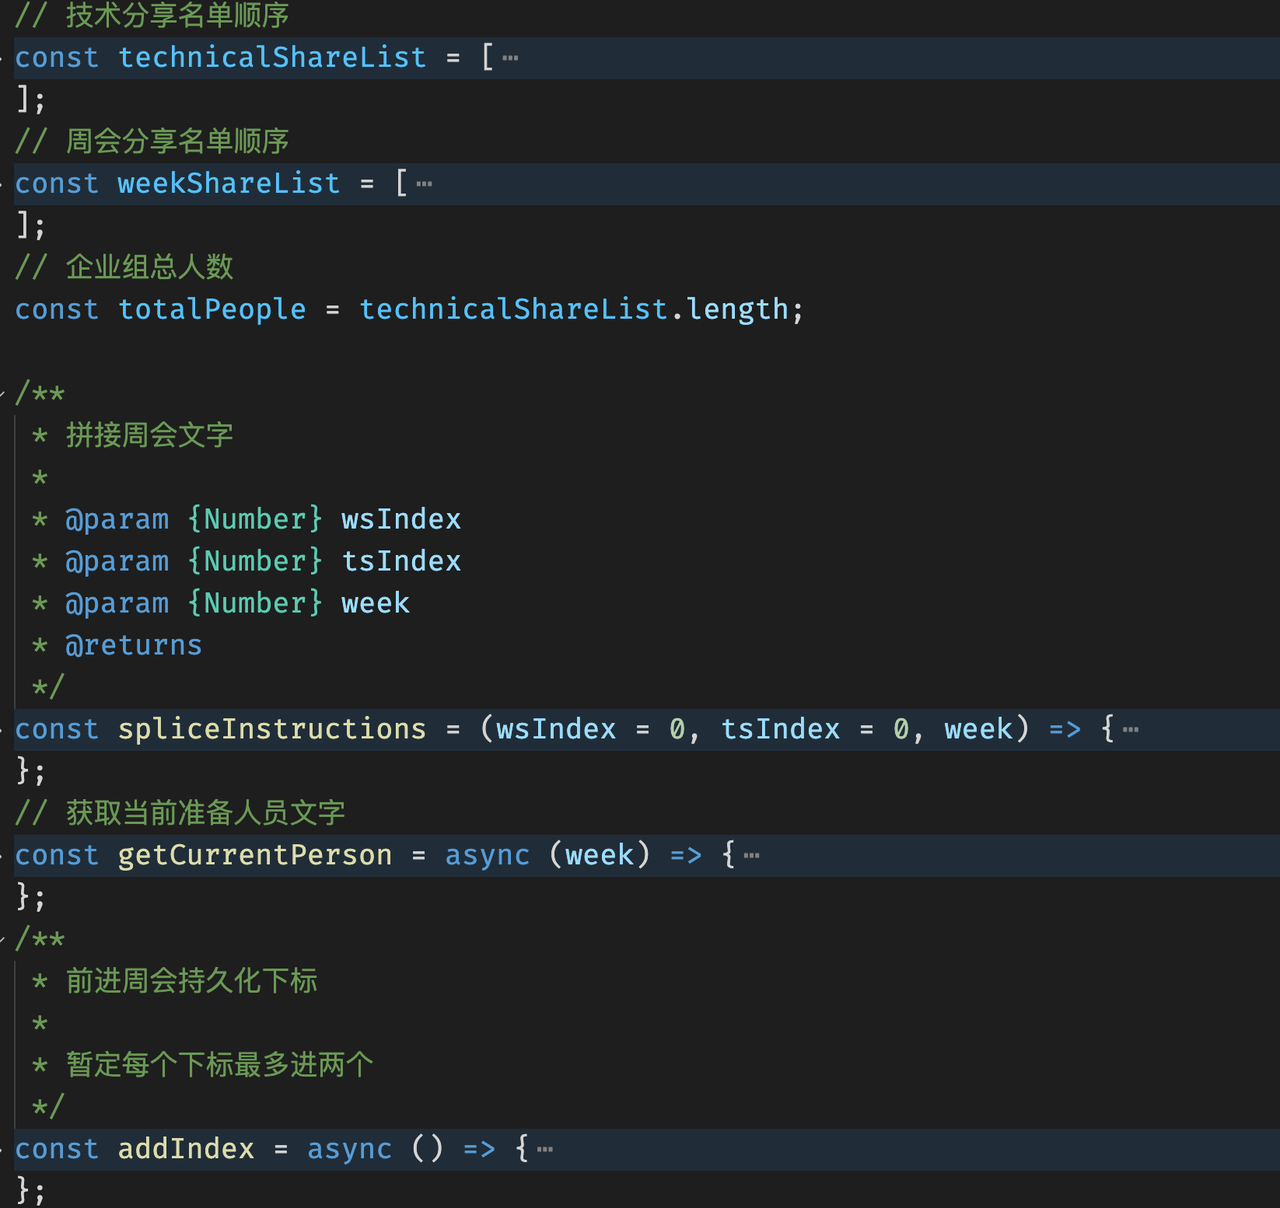 // 技术分享名单顺序
const technicalShareList = [⋯
];
// 周会分享名单顺序
const weekShareList = [⋯
];
// 企业组总人数
const totalPeople = technicalShareList.length;
/**
* 拼接周会文字
*
* @param {Number} wsIndex
* @param {Number} tsIndex
* @param {Number} week
* @returns
*/
const spliceInstructions = (wsIndex = 0, tsIndex = 0, week) => {⋯
};
// 获取当前准备人员文字
const getCurrentPerson = async (week) => {⋯
};
/**
* 前进周会持久化下标
*
* 暂定每个下标最多进两个
*/
const addIndex = async () => {⋯
};